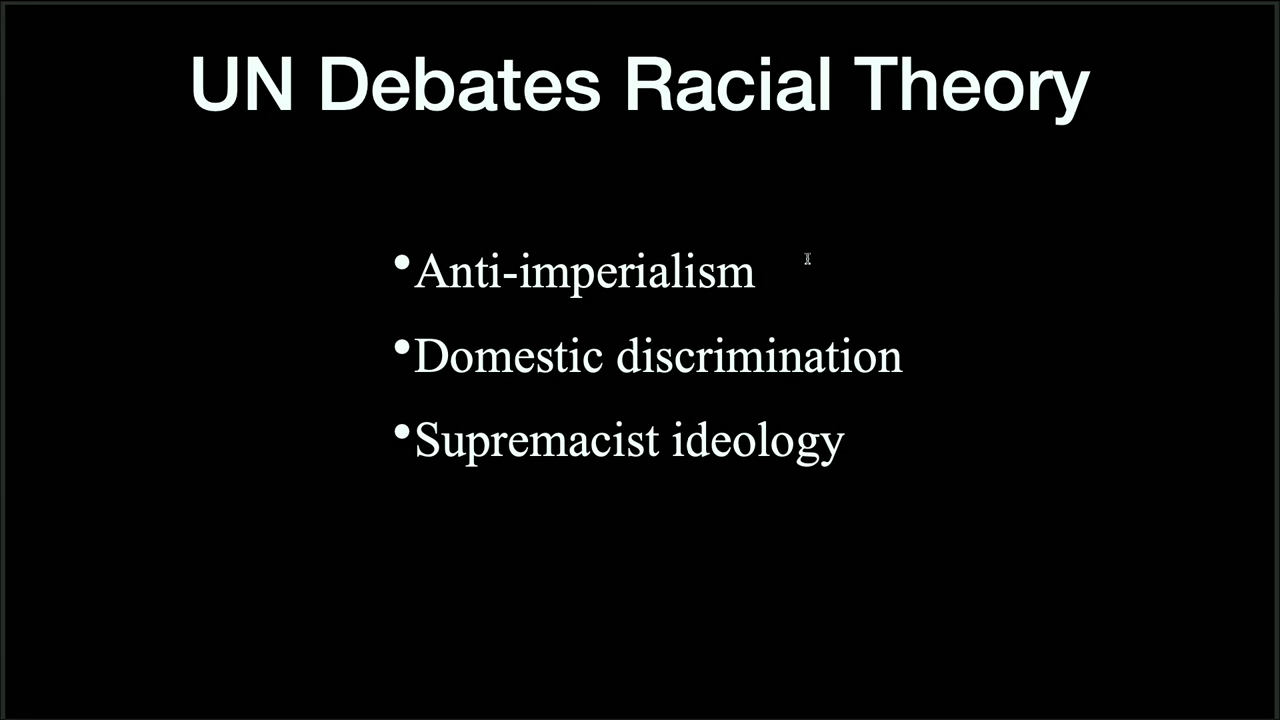 UN Debates Racial Theory
•Anti-imperialism
•Domestic discrimination
•Supremacist ideology